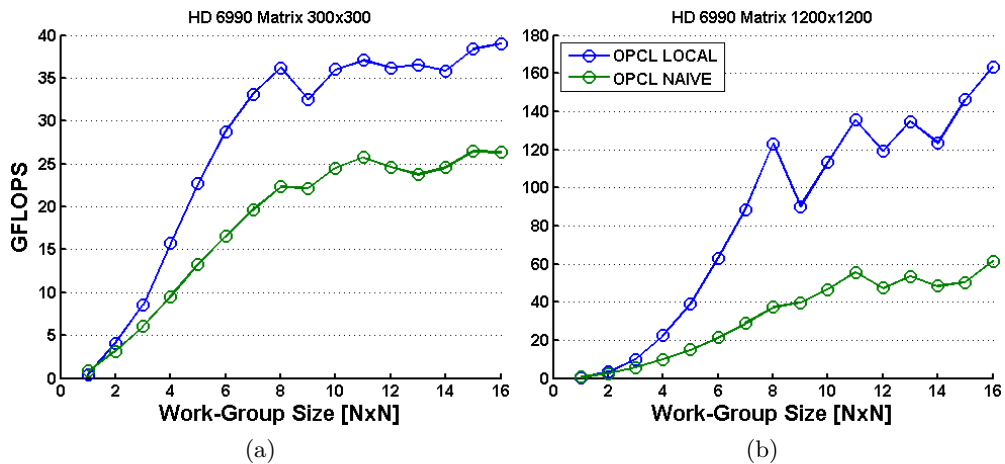 HD 6990 Matrix 300x300
40
35
30
25
20
15
10
5
0
GFLOPS
0 2 4 6 8 10 12 14 16
Work-Group Size [NxN]
(a)
HD 6990 Matrix 1200x1200
OPCL LOCAL
OPCL NAIVE
180
160
140
120
100
80
60
40
20
0
0 2 4 6 8 10 12 14 16
Work-Group Size [NxN]
(b)